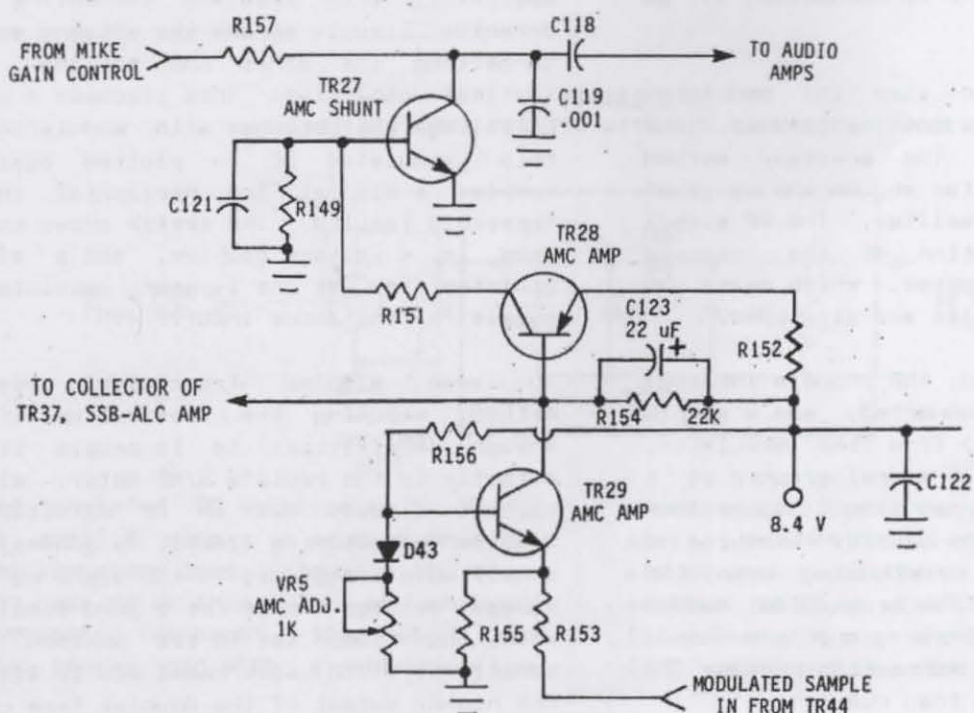 R157
C118
FROM MIKE
GAIN CONTROL
TO AUDIO
AMPS
TR27
AMC SHUNT
C119
.001
C121
R149
TR28
AMC AMP
R151
C123
22 uF
+
R152
TO COLLECTOR OF
TR37, SSB-ALC AMP
R154
22K
R156
C122
TR29
AMC AMP
8.4 V
D43
VR5
AMC ADJ.
1K
R155
R153
MODULATED SAMPLE
IN FROM TR44